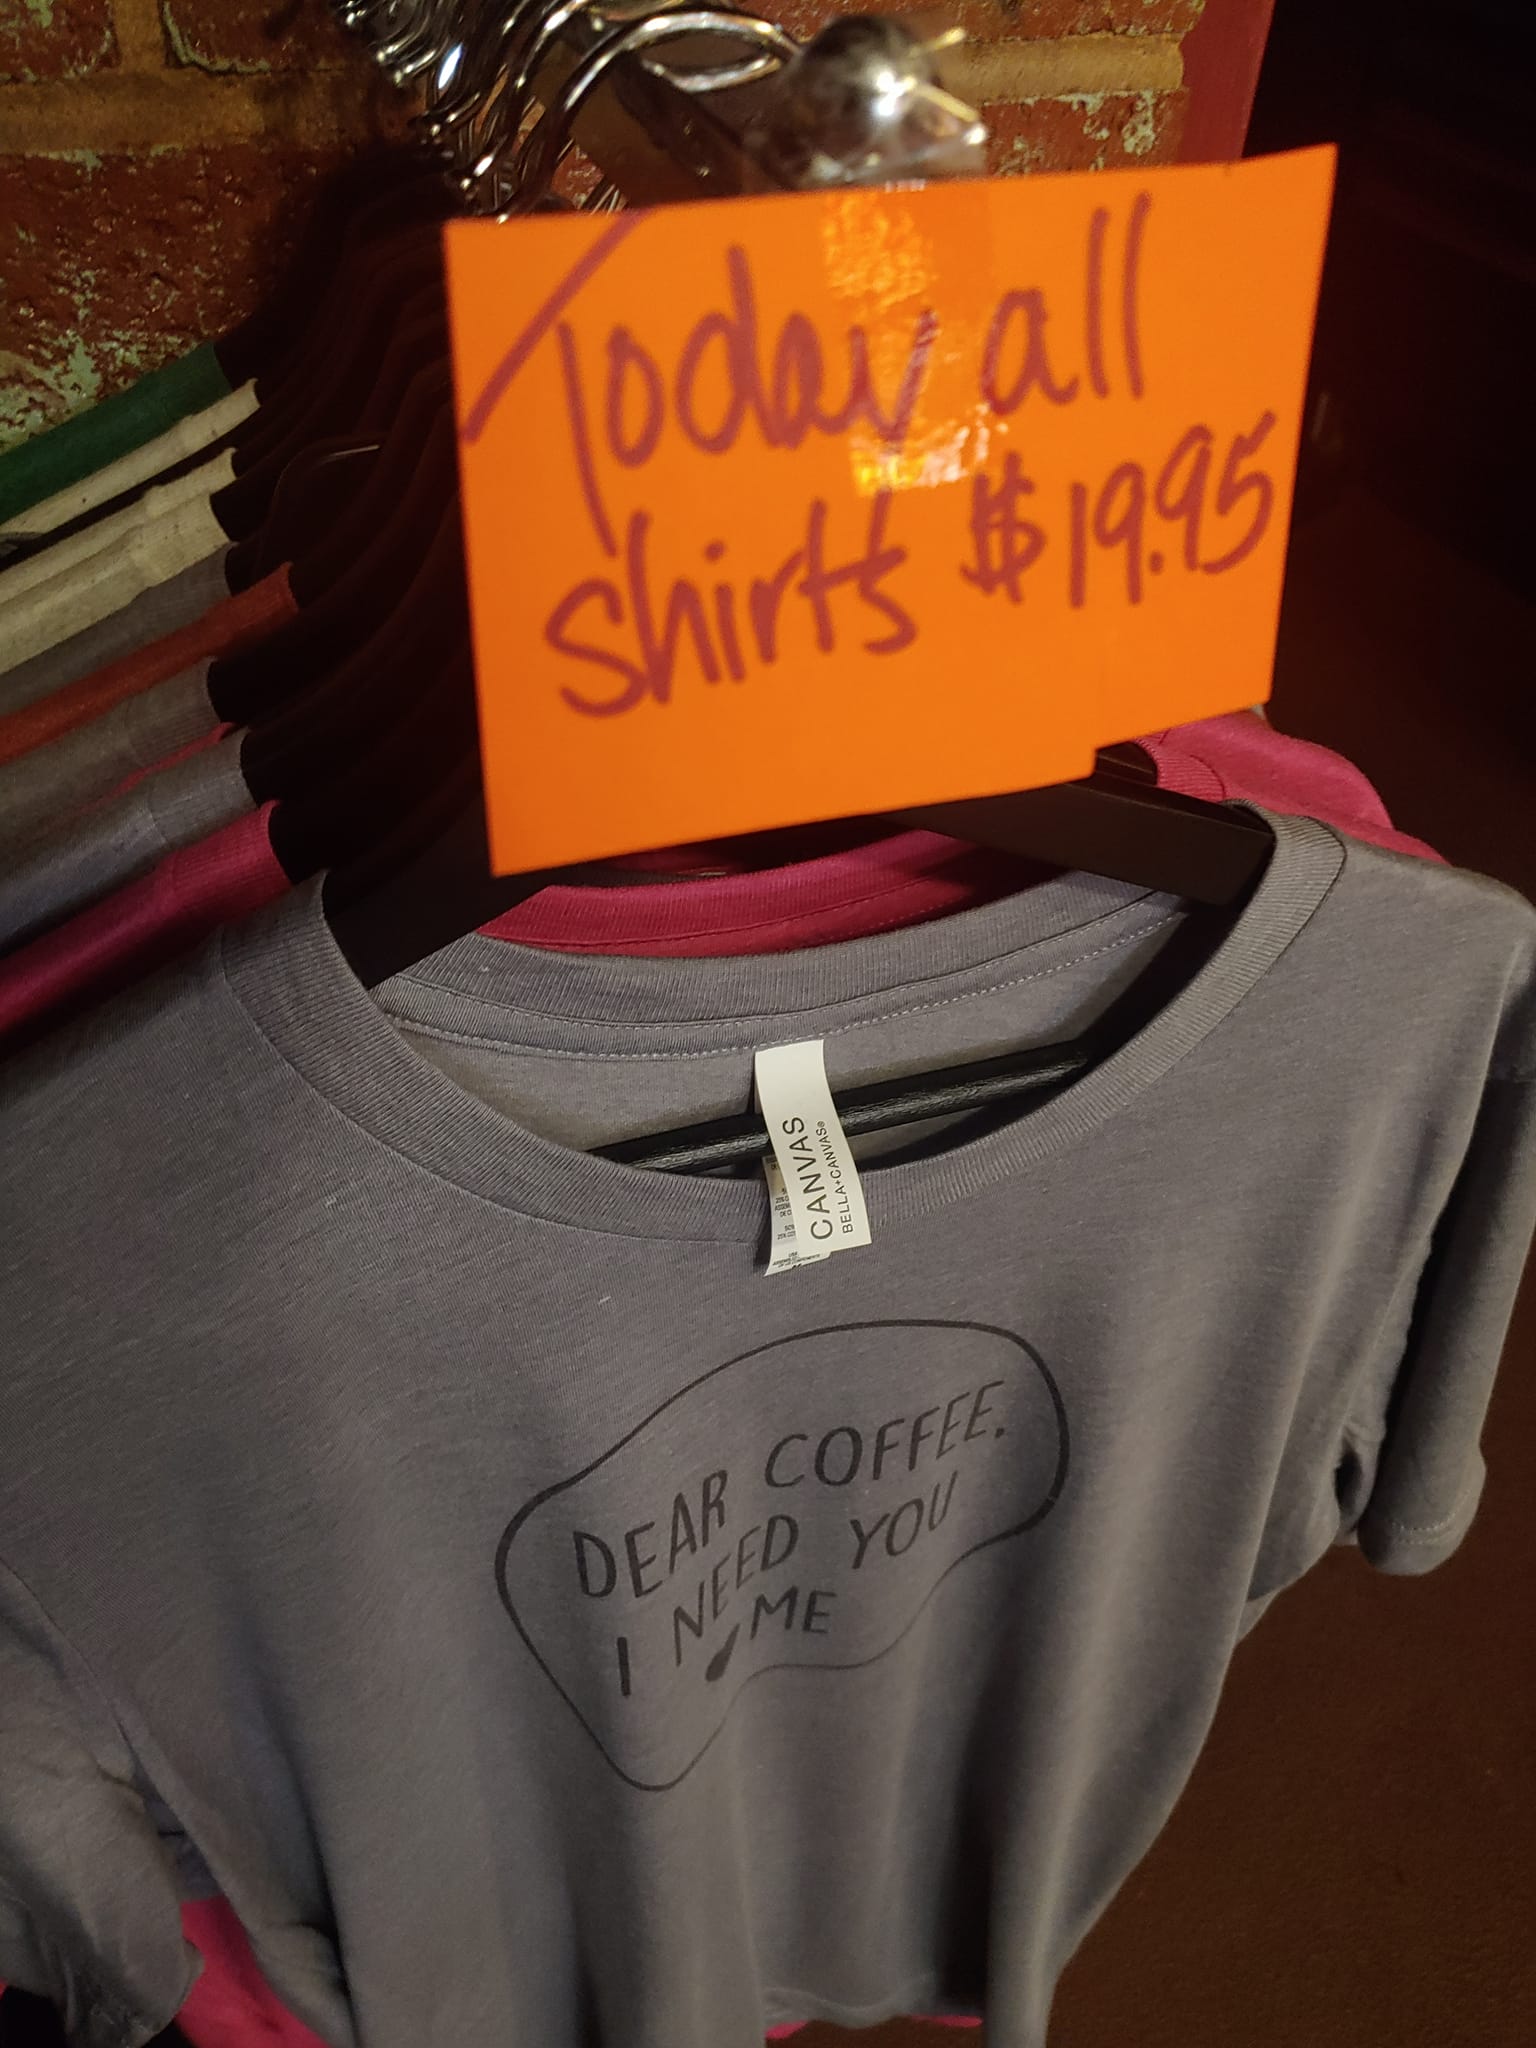 Today all
shirts $19.95
CANVAS
BELLA+CANVAS®
DEAR COFFEE.
I NEED YOU
ME